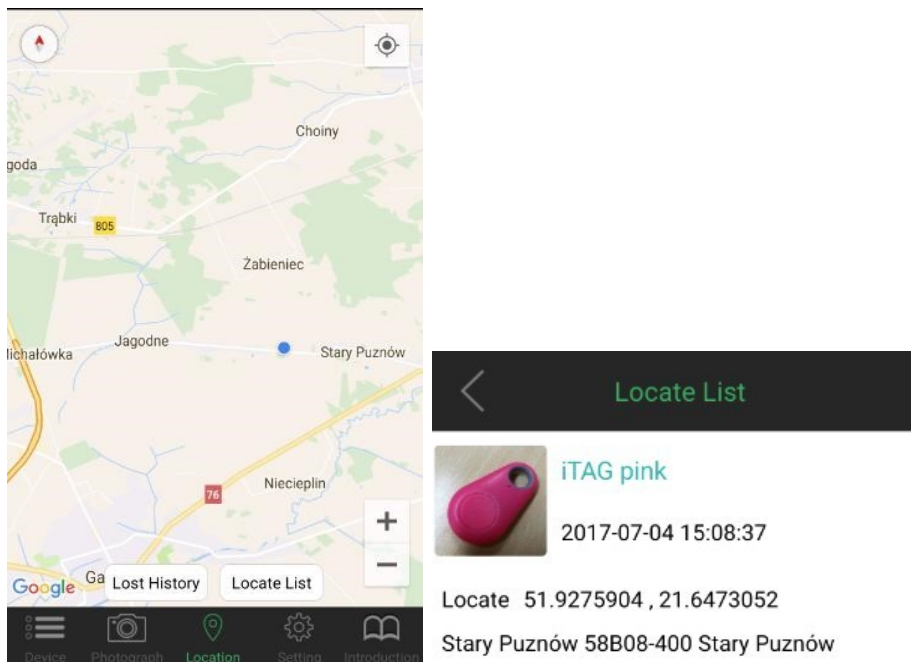 Choiny
goda
Trąbki
805
Żabieniec
Jagodne
lichałówka
Stary Puznów
76
Niecieplin
+
−
Google
Ga
Lost History
Locate List
Device
Photograph
Location
Setting
Introduction
Locate List
iTAG pink
2017-07-04 15:08:37
Locate 51.9275904 , 21.6473052
Stary Puznów 58B08-400 Stary Puznów